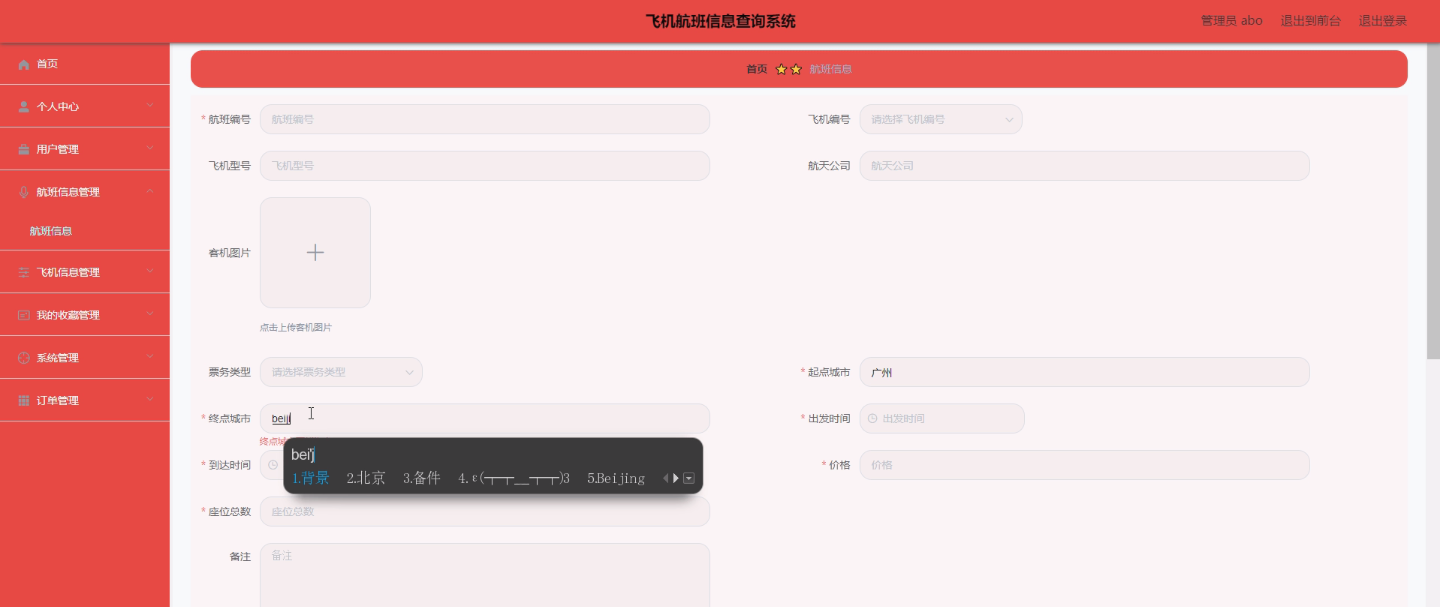 飞机航班信息查询系统
管理员 abo 退出到前台 退出登录
首页
个人中心
用户管理
航班信息管理
航班信息
飞机信息管理
我的收藏管理
系统管理
订单管理
首页 航班信息
* 航班编号 航班编号
飞机编号 请选择飞机编号
飞机型号 飞机型号
航天公司 航天公司
客机图片
点击上传客机图片
票务类型 请选择票务类型
* 起点城市 广州
* 终点城市 beiji
终点城
* 出发时间 出发时间
bei'j
1.背景 2.北京 3.备件 4.ε(┬┬﹏┬┬)3 5.Beijing
* 到达时间
* 价格 价格
* 座位总数 座位总数
备注 备注